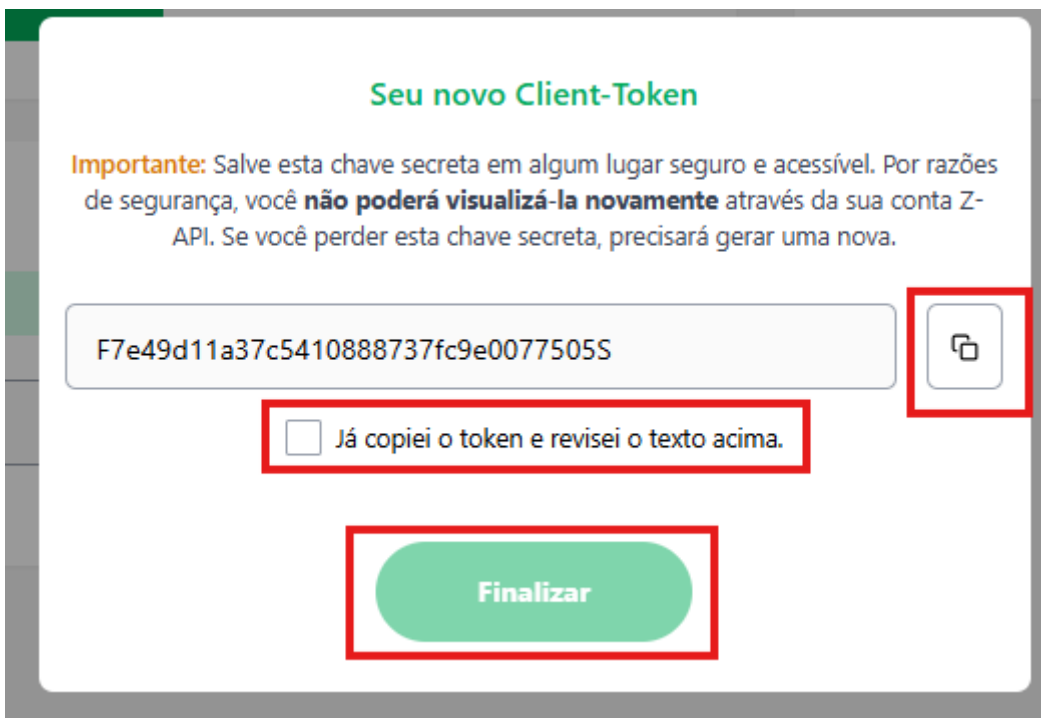 Seu novo Client-Token
Importante: Salve esta chave secreta em algum lugar seguro e acessível. Por razões
de segurança, você não poderá visualizá-la novamente através da sua conta Z-
API. Se você perder esta chave secreta, precisará gerar uma nova.
F7e49d11a37c5410888737fc9e0077505S
Já copiei o token e revisei o texto acima.
Finalizar